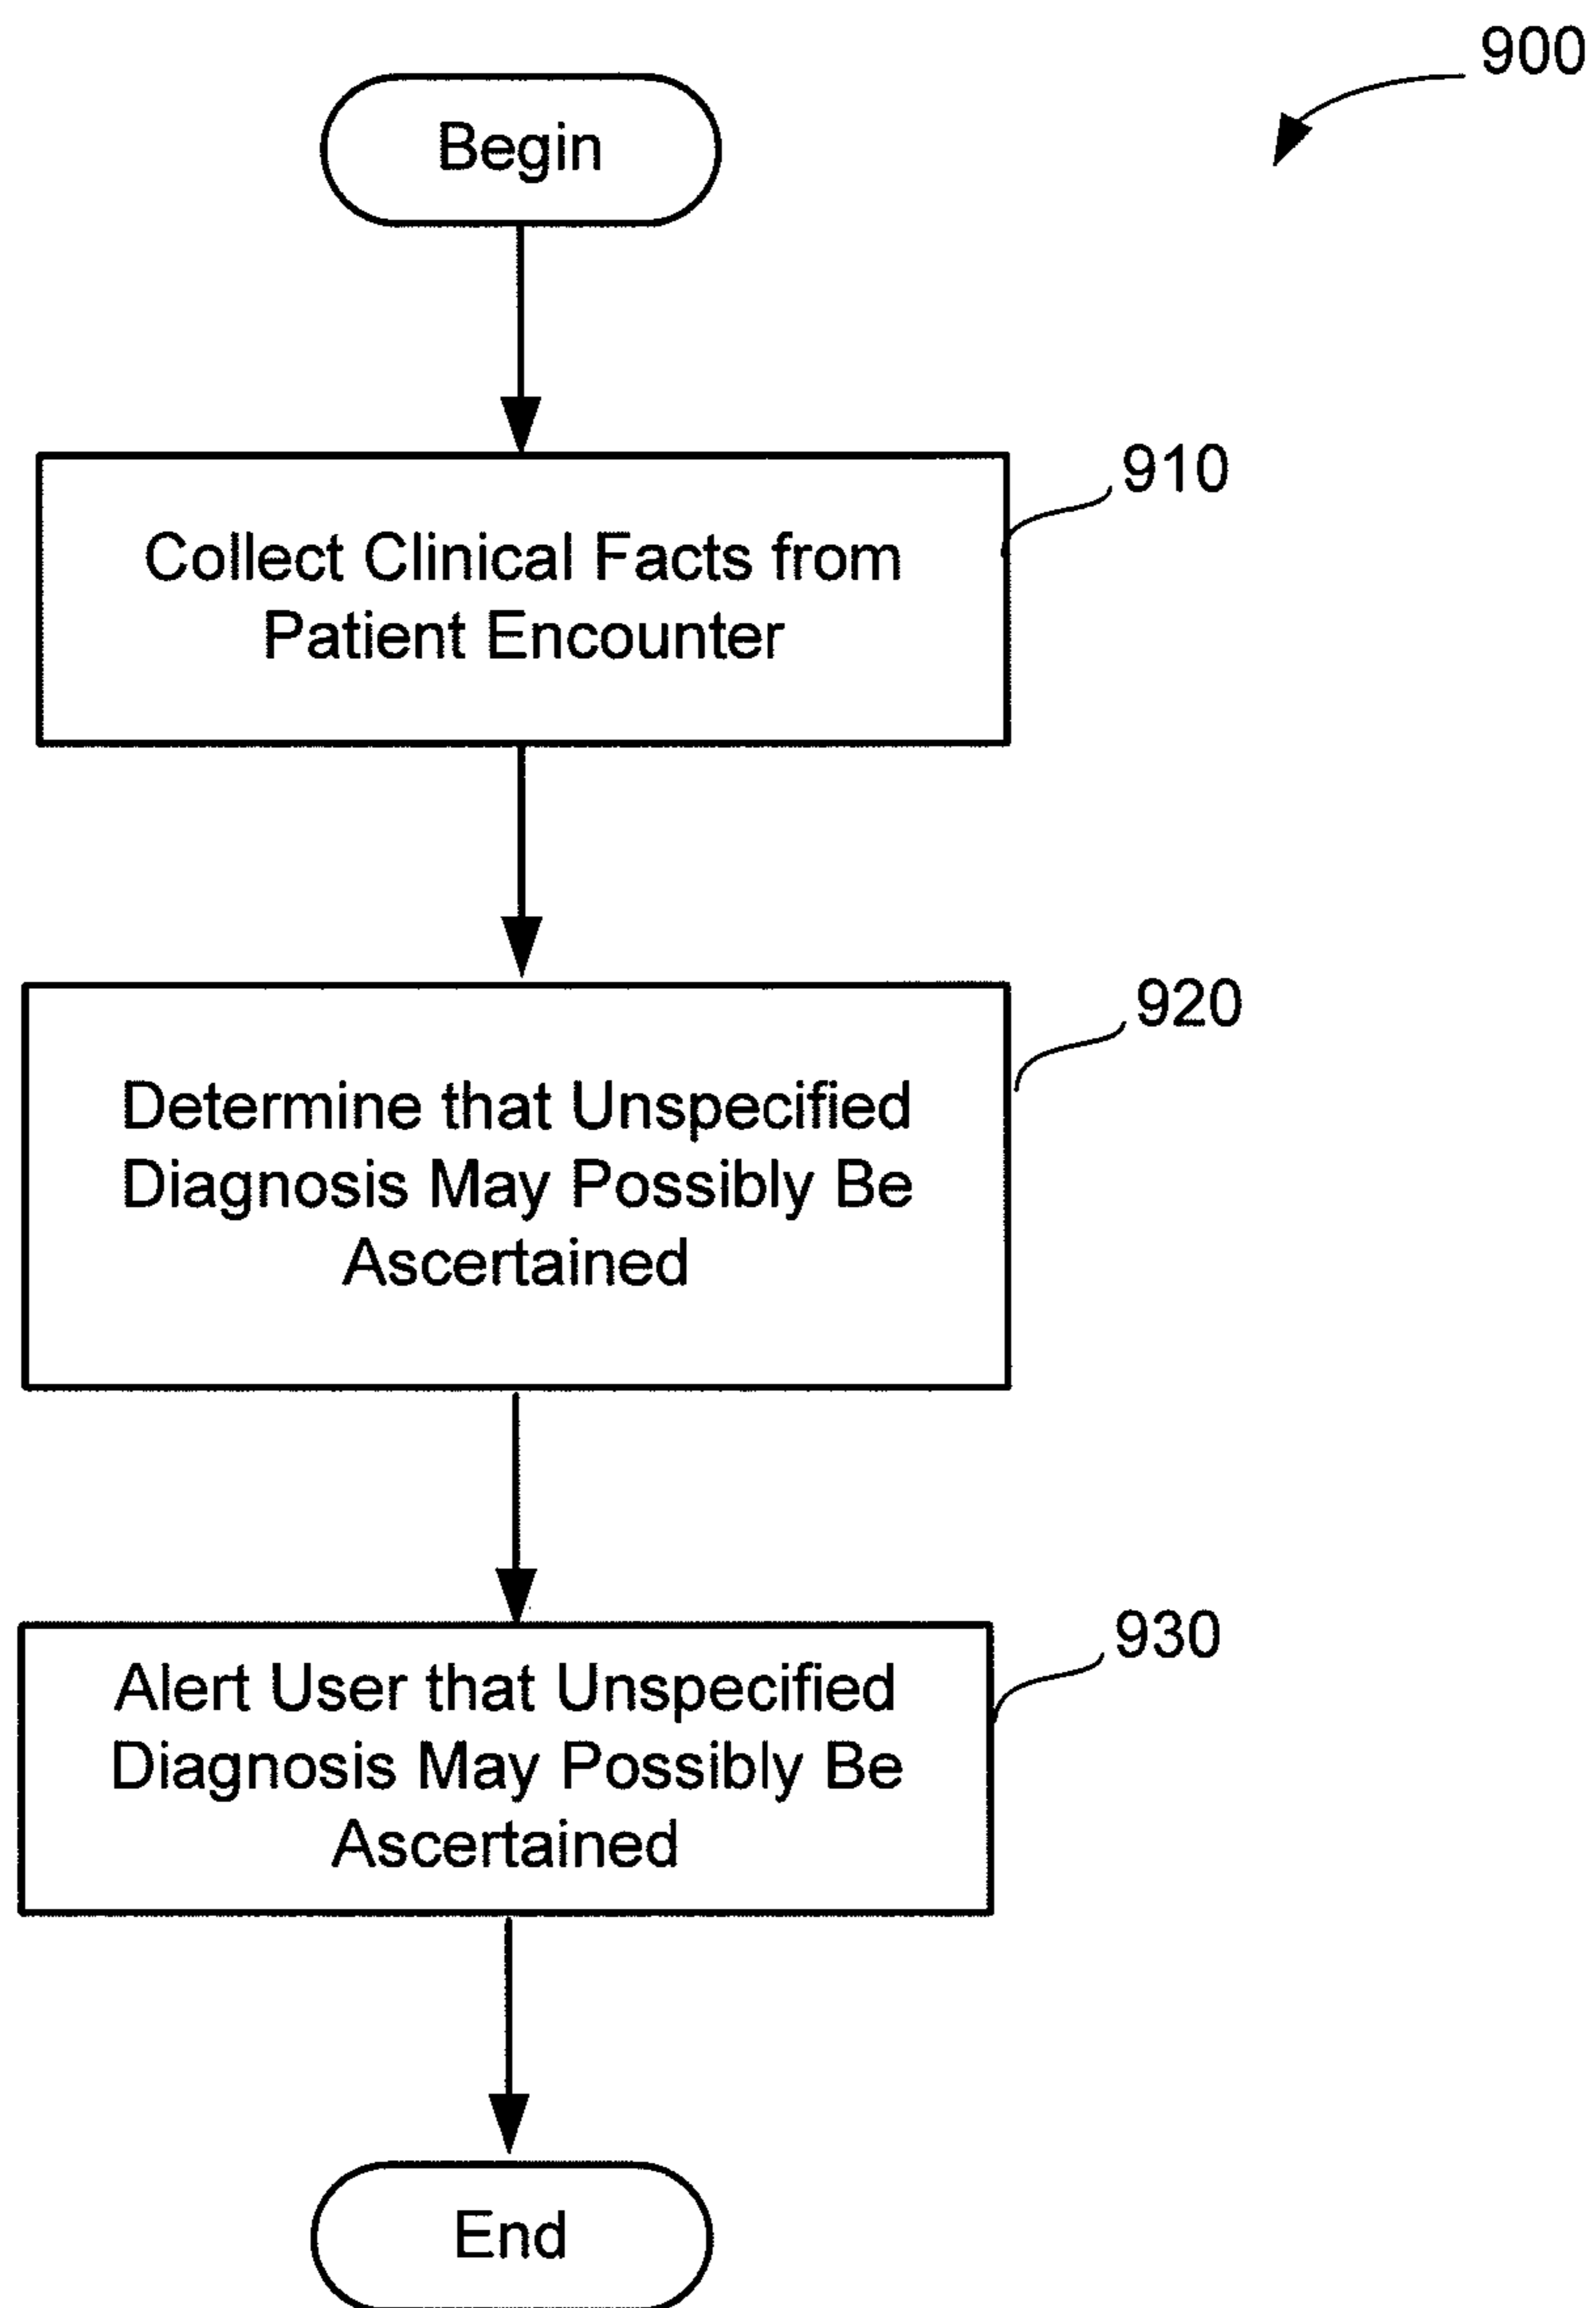 900
Begin
910
Collect Clinical Facts from
Patient Encounter
920
Determine that Unspecified
Diagnosis May Possibly Be
Ascertained
930
Alert User that Unspecified
Diagnosis May Possibly Be
Ascertained
End